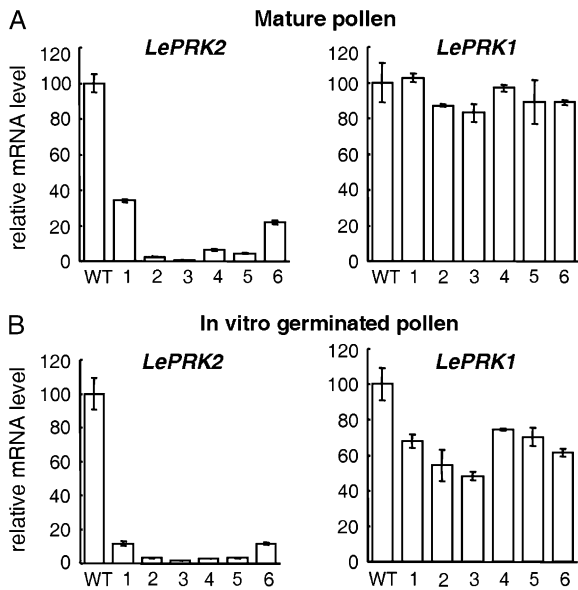 A Mature pollen
LePRK2 LePRK1
relative mRNA level
120 120
100 100
80 80
60 60
40 40
20 20
0 0
WT 1 2 3 4 5 6 WT 1 2 3 4 5 6
B In vitro germinated pollen
LePRK2 LePRK1
relative mRNA level
120 120
100 100
80 80
60 60
40 40
20 20
0 0
WT 1 2 3 4 5 6 WT 1 2 3 4 5 6